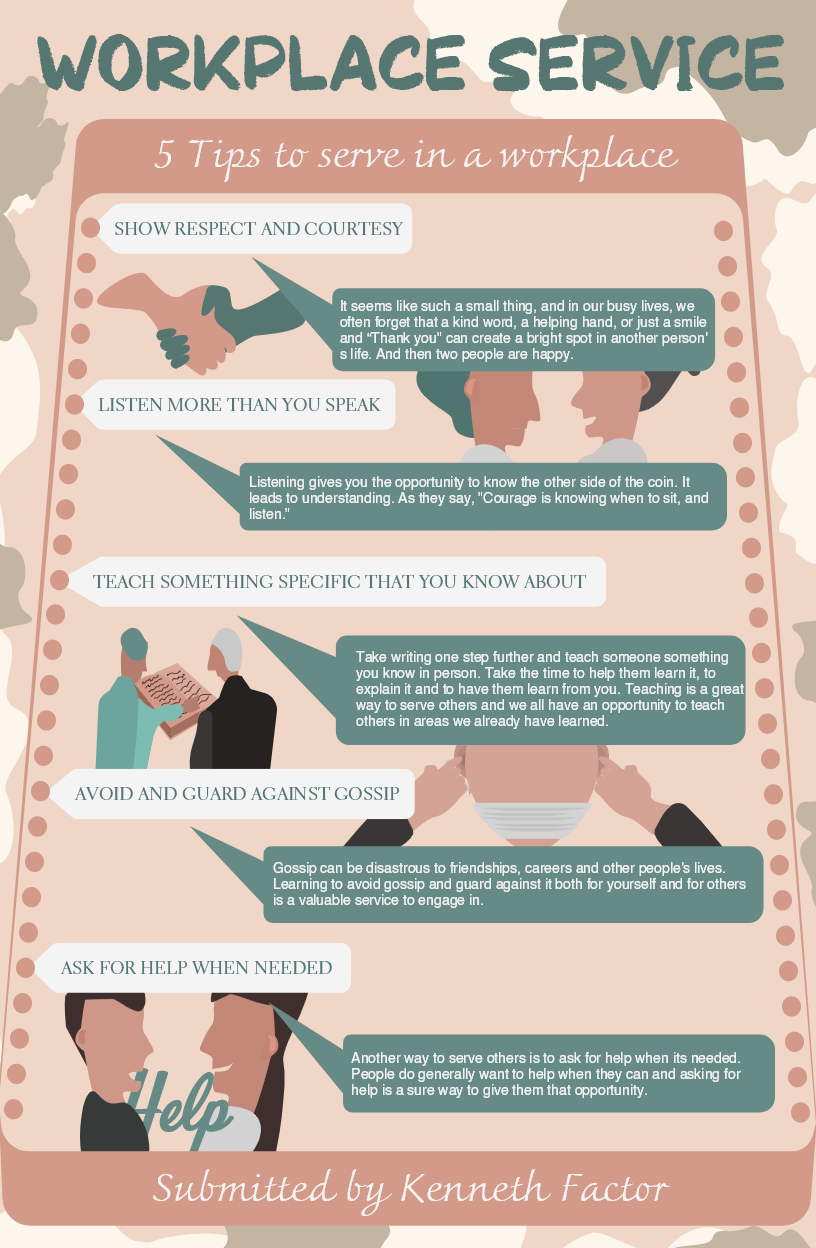 WORKPLACE SERVICE
5 Tips to serve in a workplace
SHOW RESPECT AND COURTESY
It seems like such a small thing, and in our busy lives, we
often forget that a kind word, a helping hand, or just a smile
and “Thank you" can create a bright spot in another person'
s life. And then two people are happy.
LISTEN MORE THAN YOU SPEAK
Listening gives you the opportunity to know the other side of the coin. It
leads to understanding. As they say, "Courage is knowing when to sit, and
listen."
TEACH SOMETHING SPECIFIC THAT YOU KNOW ABOUT
Take writing one step further and teach someone something
you know in person. Take the time to help them learn it, to
explain it and to have them learn from you. Teaching is a great
way to serve others and we all have an opportunity to teach
others in areas we already have learned.
AVOID AND GUARD AGAINST GOSSIP
Gossip can be disastrous to friendships, careers and other people's lives.
Learning to avoid gossip and guard against it both for yourself and for others
is a valuable service to engage in.
ASK FOR HELP WHEN NEEDED
Another way to serve others is to ask for help when its needed.
People do generally want to help when they can and asking for
help is a sure way to give them that opportunity.
Help
Submitted by Kenneth Factor